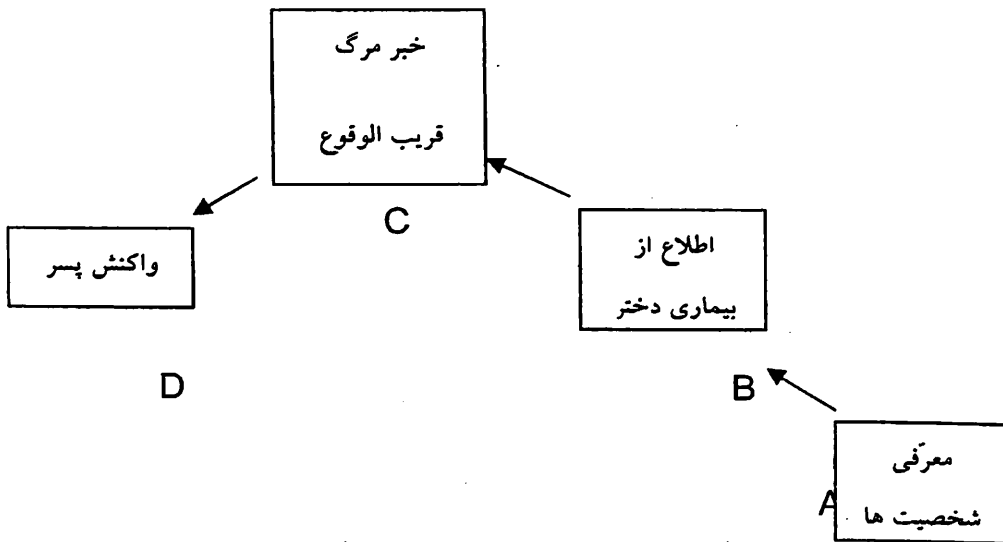 خبر مرگ
قریب الوقوع
C
اطلاع از
بیماری دختر
واکنش پسر
B
D
معرّفی
شخصیت ها
A